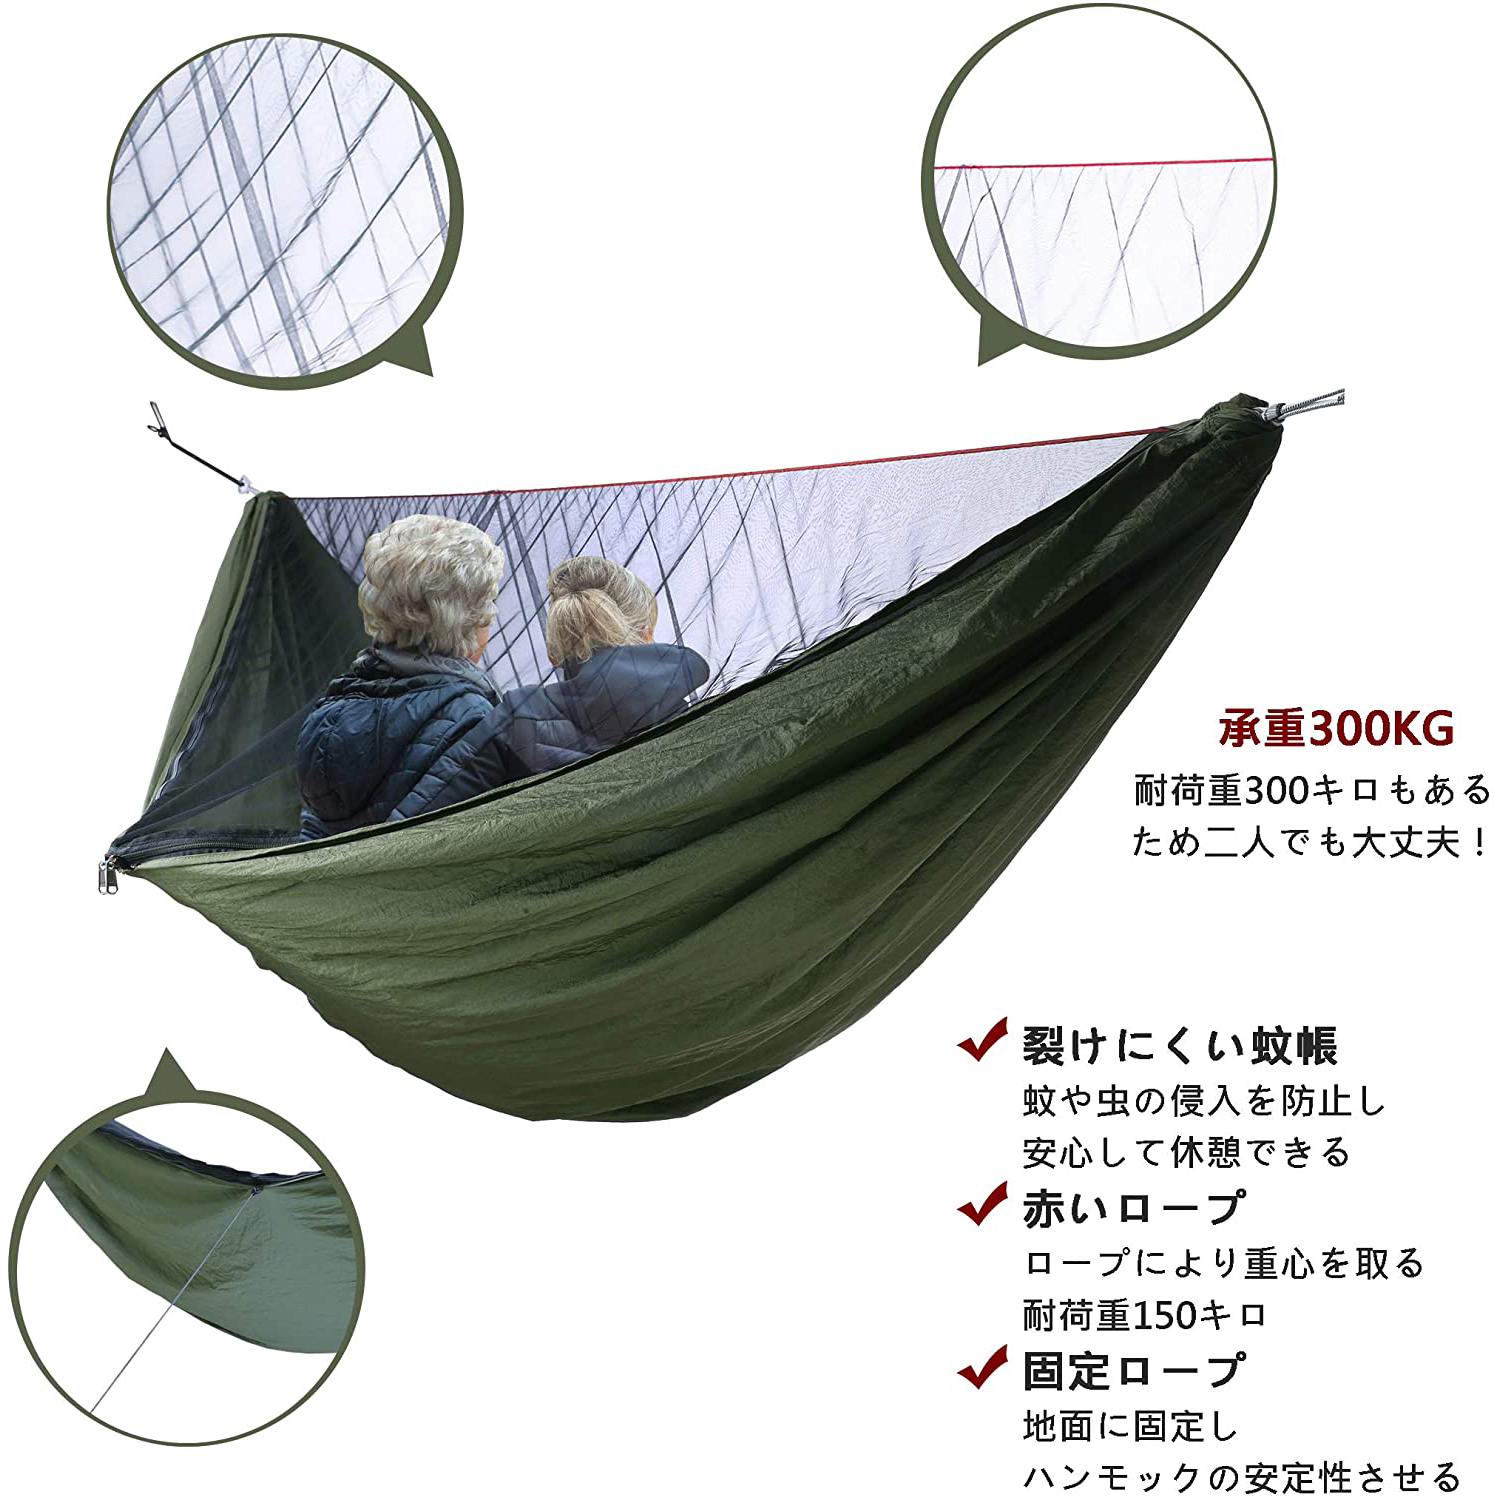 承重300KG
耐荷重300キロもある
ため二人でも大丈夫！
裂けにくい蚊帳
蚊や虫の侵入を防止し
安心して休憩できる
赤いロープ
ロープにより重心を取る
耐荷重150キロ
固定ロープ
地面に固定し
ハンモックの安定性させる